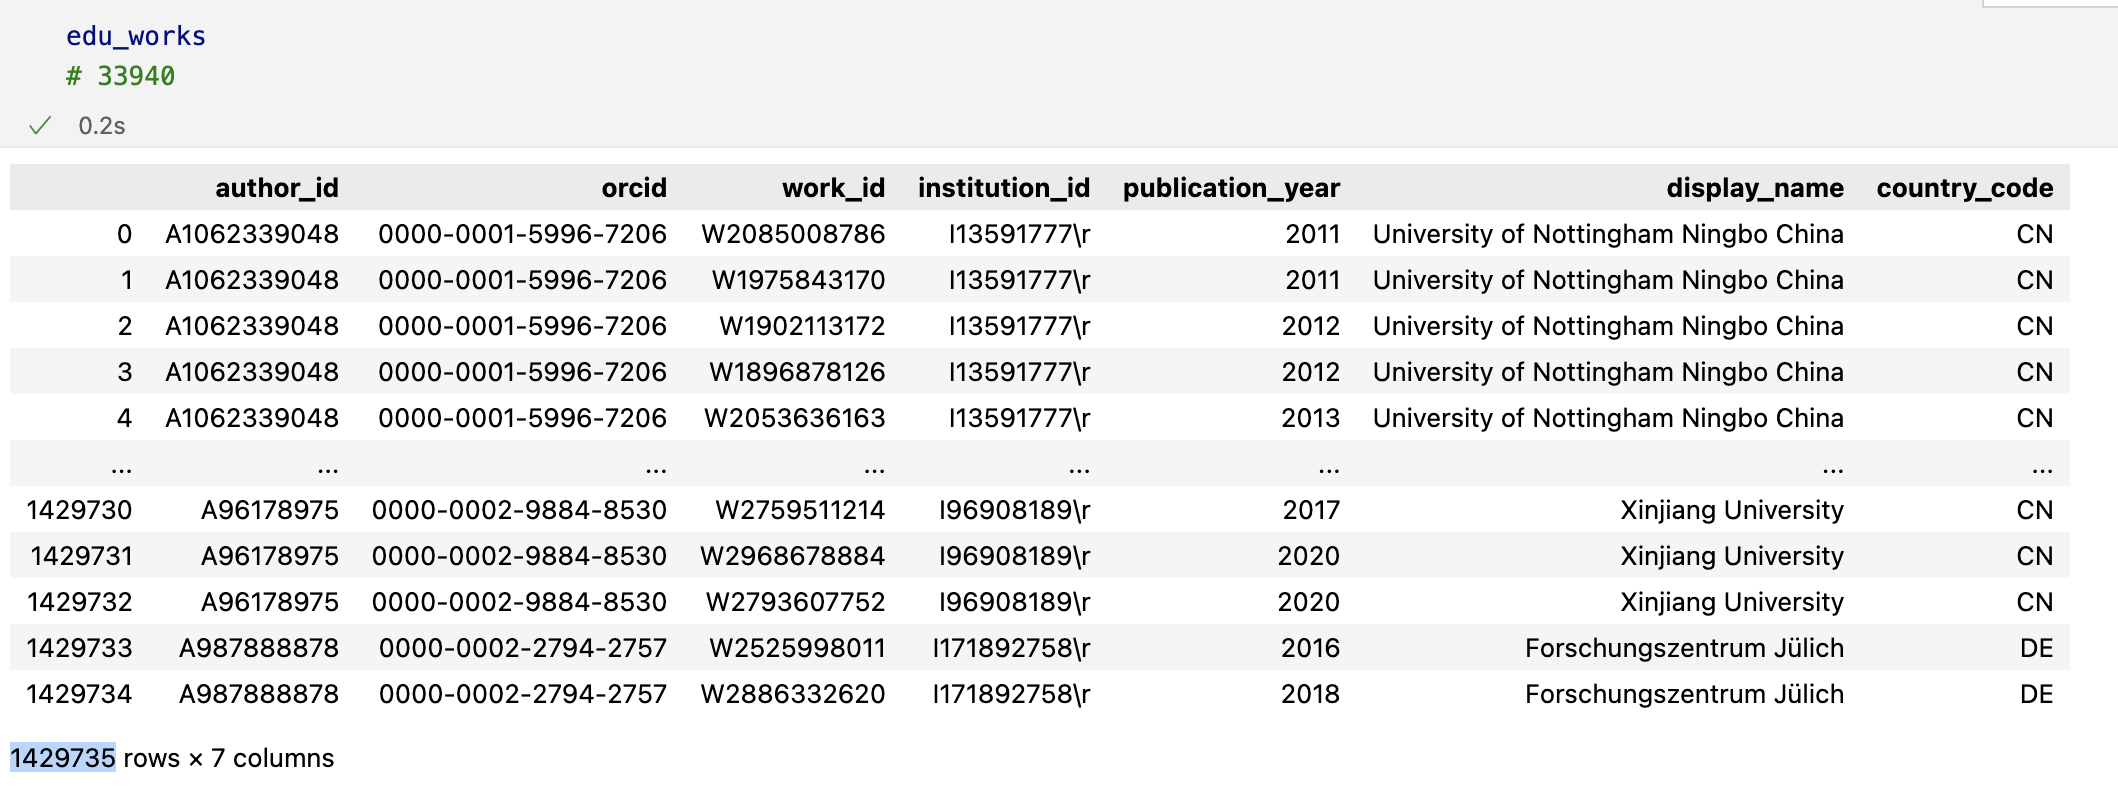 edu_works
# 33940
0.2s
author_id orcid work_id institution_id publication_year display_name country_code
0 A1062339048 0000-0001-5996-7206 W2085008786 I13591777\r 2011 University of Nottingham Ningbo China CN
1 A1062339048 0000-0001-5996-7206 W1975843170 I13591777\r 2011 University of Nottingham Ningbo China CN
2 A1062339048 0000-0001-5996-7206 W1902113172 I13591777\r 2012 University of Nottingham Ningbo China CN
3 A1062339048 0000-0001-5996-7206 W1896878126 I13591777\r 2012 University of Nottingham Ningbo China CN
4 A1062339048 0000-0001-5996-7206 W2053636163 I13591777\r 2013 University of Nottingham Ningbo China CN
... ... ... ... ... ... ... ...
1429730 A96178975 0000-0002-9884-8530 W2759511214 I96908189\r 2017 Xinjiang University CN
1429731 A96178975 0000-0002-9884-8530 W2968678884 I96908189\r 2020 Xinjiang University CN
1429732 A96178975 0000-0002-9884-8530 W2793607752 I96908189\r 2020 Xinjiang University CN
1429733 A987888878 0000-0002-2794-2757 W2525998011 I171892758\r 2016 Forschungszentrum Jülich DE
1429734 A987888878 0000-0002-2794-2757 W2886332620 I171892758\r 2018 Forschungszentrum Jülich DE
1429735 rows × 7 columns